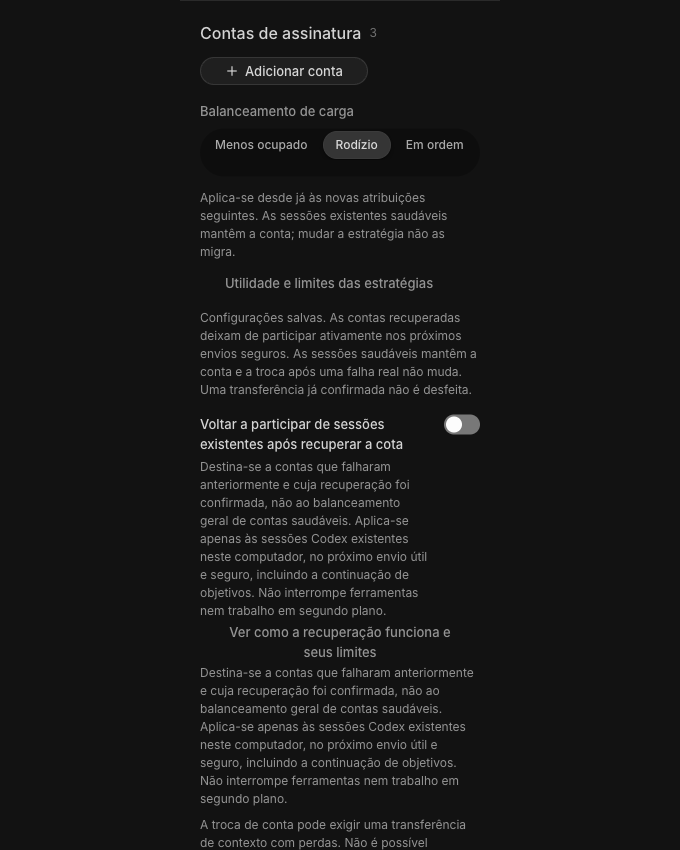 Contas de assinatura 3
+ Adicionar conta
Balanceamento de carga
Menos ocupado Rodízio Em ordem
Aplica-se desde já às novas atribuições
seguintes. As sessões existentes saudáveis
mantêm a conta; mudar a estratégia não as
migra.
Utilidade e limites das estratégias
Configurações salvas. As contas recuperadas
deixam de participar ativamente nos próximos
envios seguros. As sessões saudáveis mantêm a
conta e a troca após uma falha real não muda.
Uma transferência já confirmada não é desfeita.
Voltar a participar de sessões
existentes após recuperar a cota
Destina-se a contas que falharam
anteriormente e cuja recuperação foi
confirmada, não ao balanceamento
geral de contas saudáveis. Aplica-se
apenas às sessões Codex existentes
neste computador, no próximo envio útil
e seguro, incluindo a continuação de
objetivos. Não interrompe ferramentas
nem trabalho em segundo plano.
Ver como a recuperação funciona e
seus limites
Destina-se a contas que falharam anteriormente
e cuja recuperação foi confirmada, não ao
balanceamento geral de contas saudáveis.
Aplica-se apenas às sessões Codex existentes
neste computador, no próximo envio útil e
seguro, incluindo a continuação de objetivos.
Não interrompe ferramentas nem trabalho em
segundo plano.
A troca de conta pode exigir uma transferência
de contexto com perdas. Não é possível